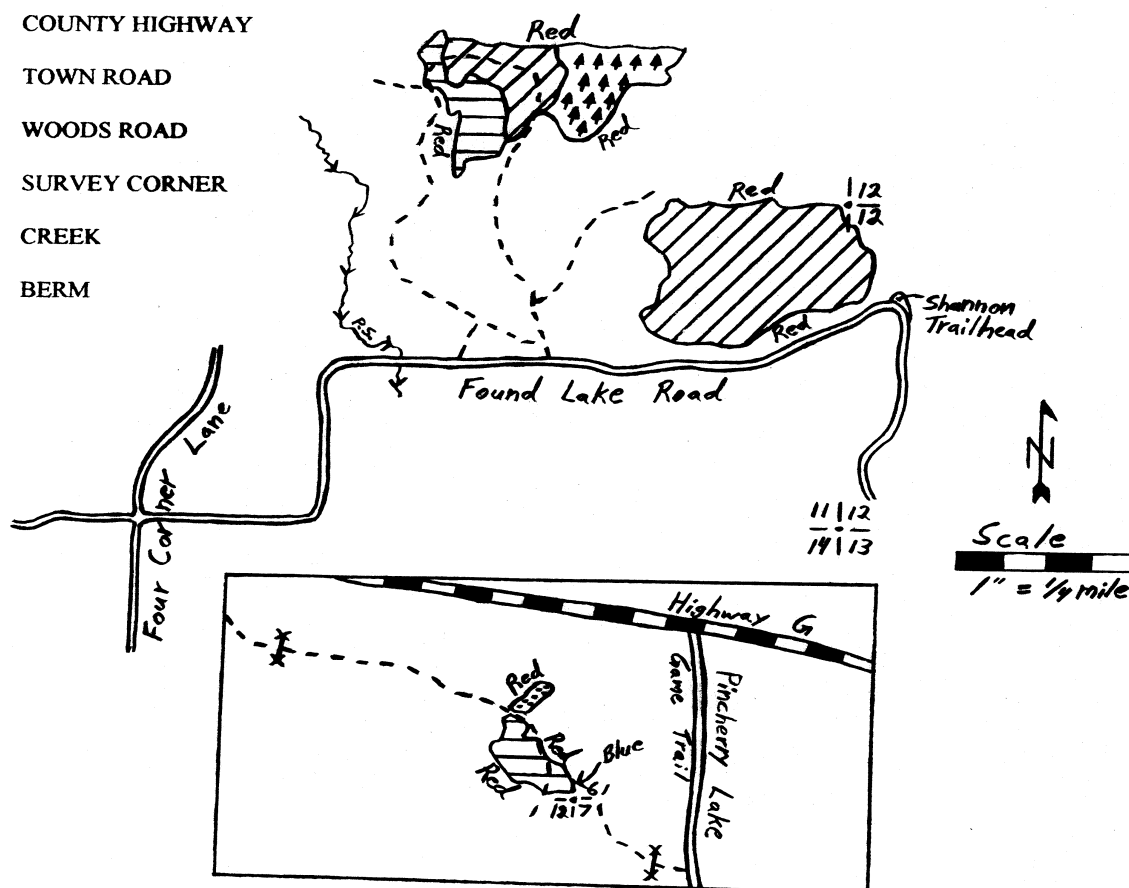 COUNTY HIGHWAY
TOWN ROAD
WOODS ROAD
SURVEY CORNER
CREEK
BERM
Red
Red
Red
Red
12
12
Shannon
Trailhead
Red
P.S.
Found Lake Road
Four Corner Lane
N
11 | 12
14 | 13
Scale
1" = 1/4 mile
Highway G
Red
Red
Blue
Red
6
12 | 7
Pincherry Lake
Game Trail